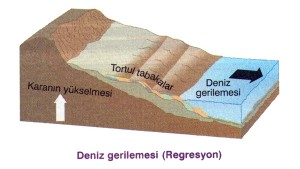 Karanın yükselmesi
Tortul tabakalar
Deniz
gerilemesi
Deniz gerilemesi (Regresyon)